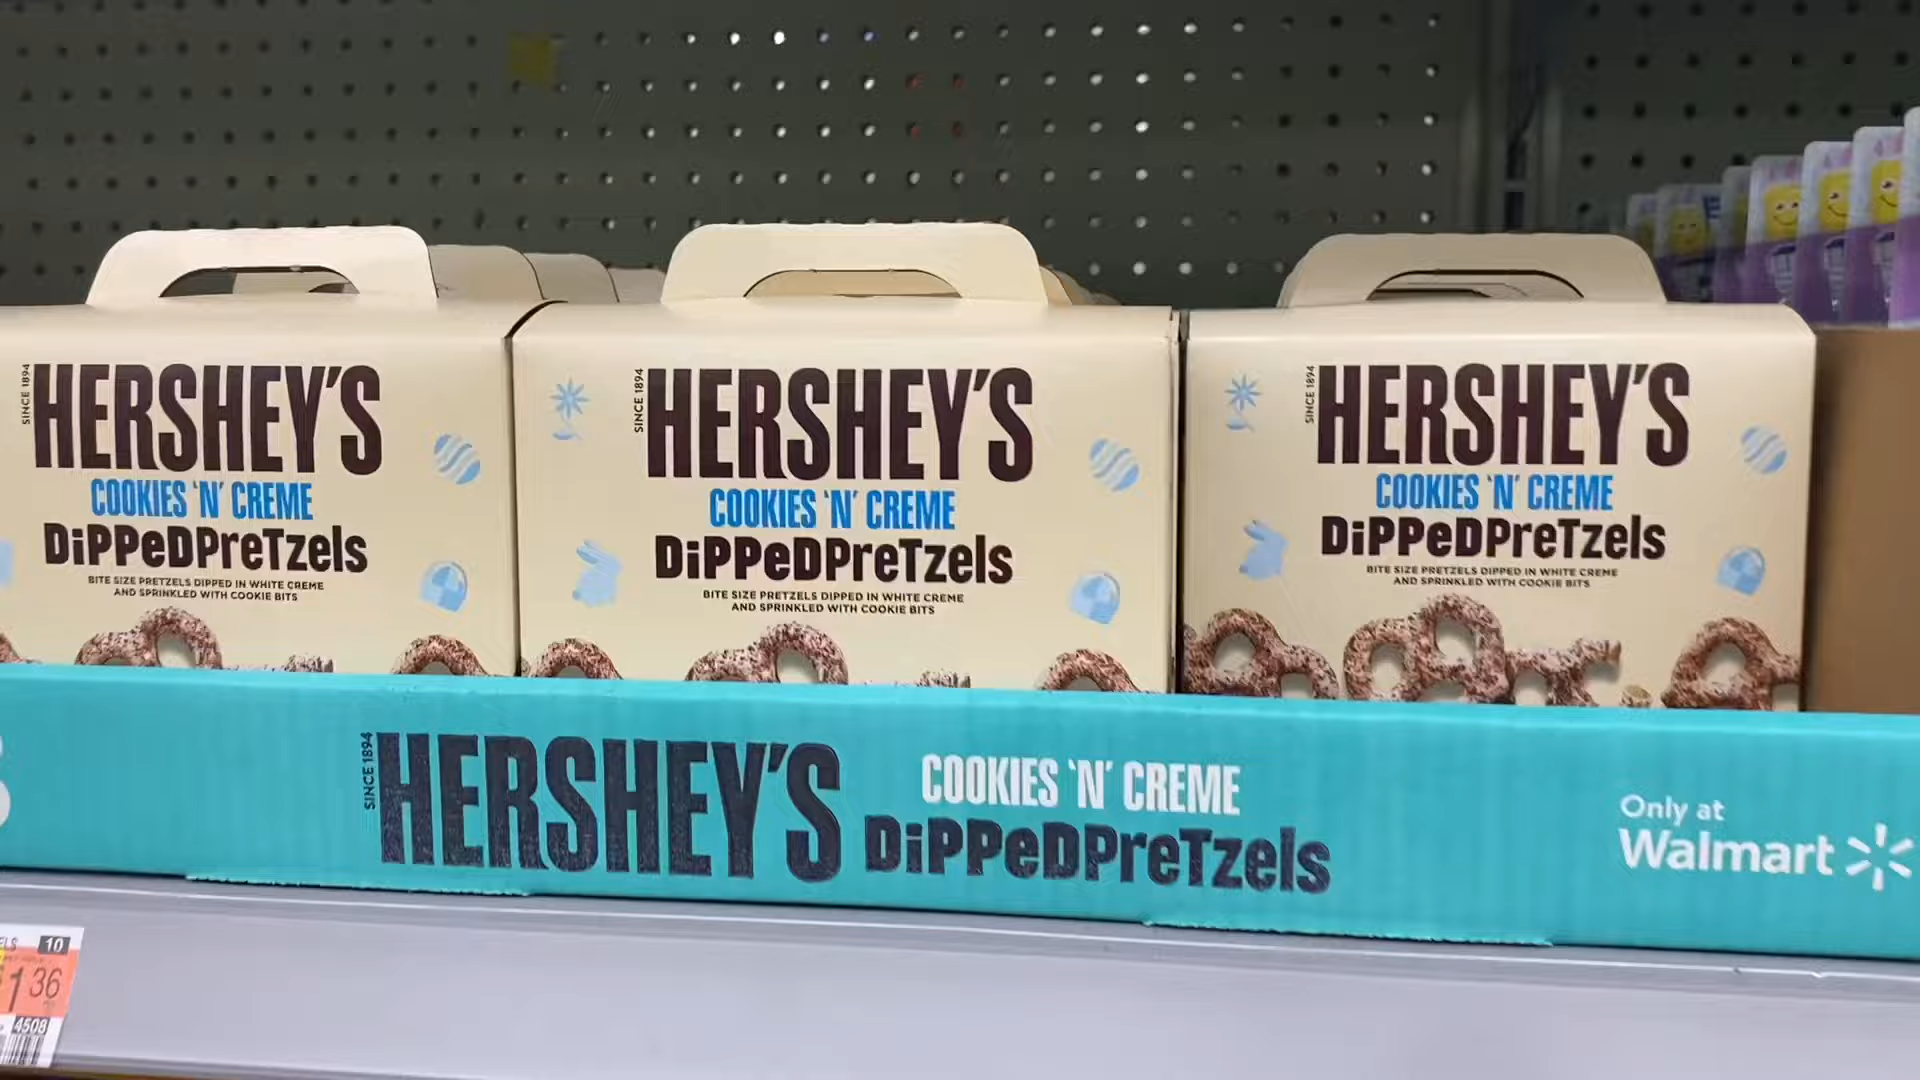 SINCE 1894
HERSHEY'S
COOKIES 'N' CREME
DiPPeDPreTzels
BITE SIZE PRETZELS DIPPED IN WHITE CREME
AND SPRINKLED WITH COOKIE BITS
SINCE 1894
HERSHEY'S
COOKIES 'N' CREME
DiPPeDPreTzels
BITE SIZE PRETZELS DIPPED IN WHITE CREME
AND SPRINKLED WITH COOKIE BITS
SINCE 1894
HERSHEY'S
COOKIES 'N' CREME
DiPPeDPreTzels
BITE SIZE PRETZELS DIPPED IN WHITE CREME
AND SPRINKLED WITH COOKIE BITS
SINCE 1894
HERSHEY'S
COOKIES 'N' CREME
DiPPeDPreTzels
Only at
Walmart
10
1 36
4508